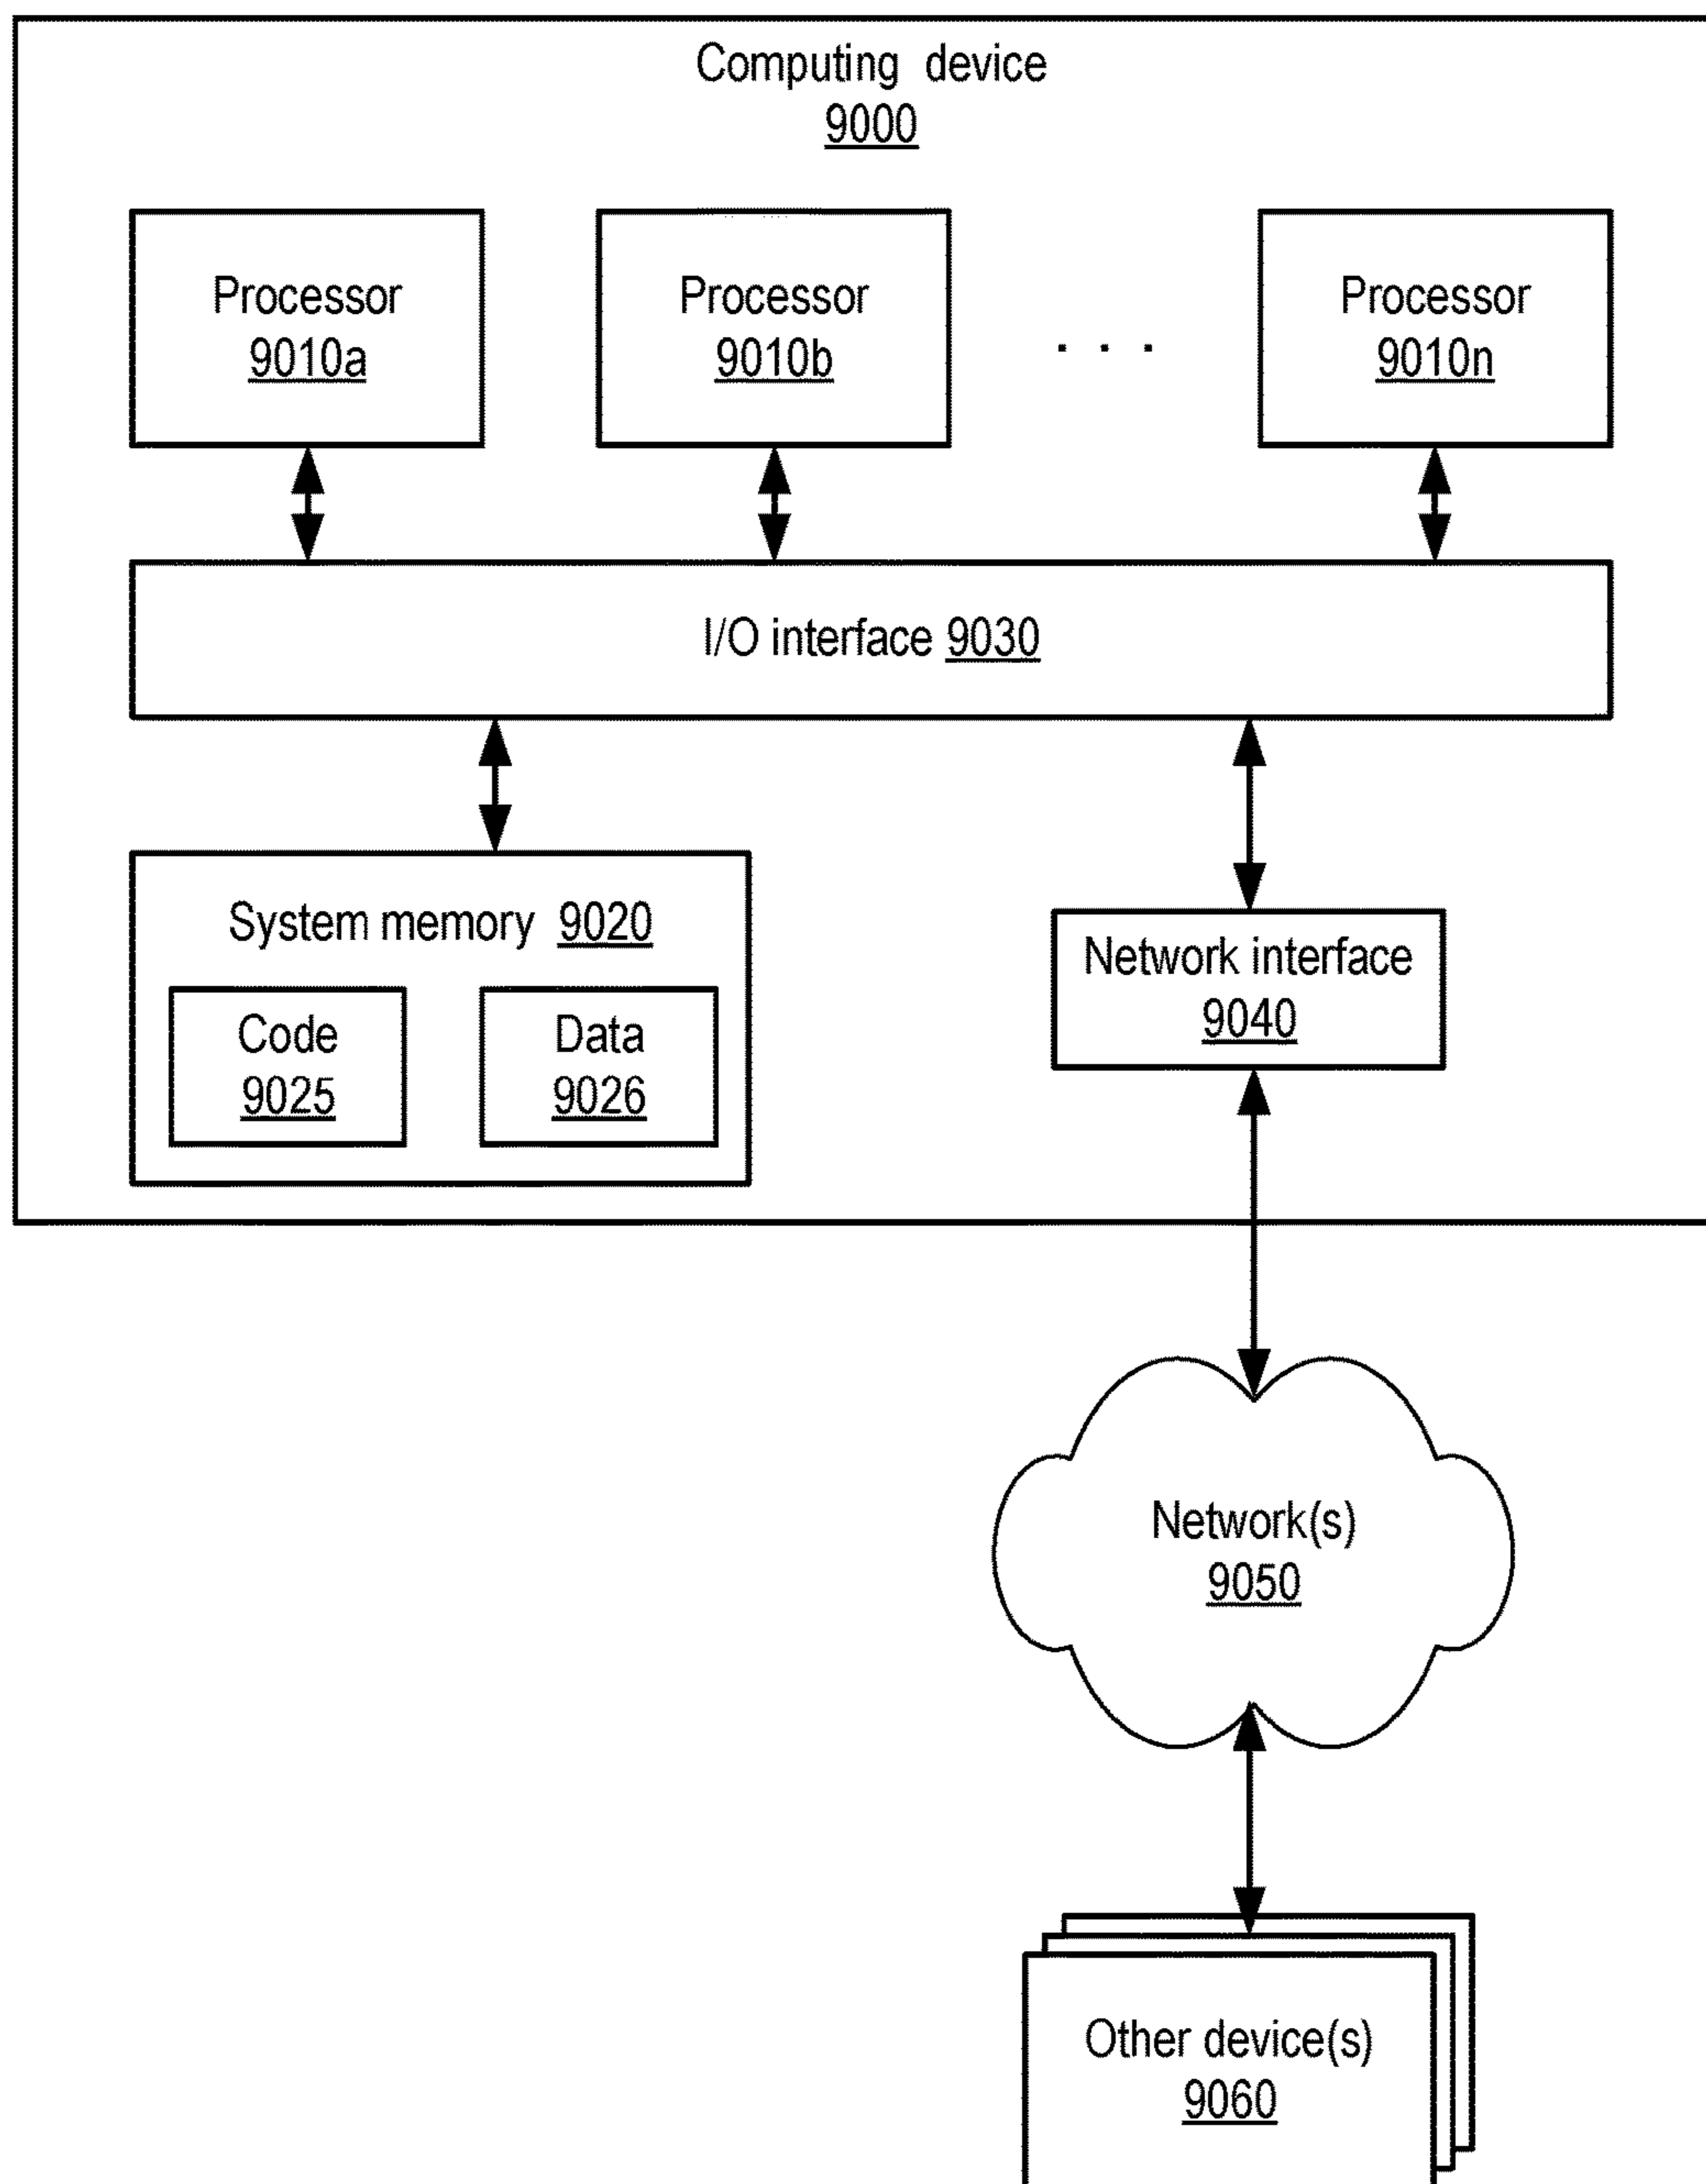 Computing device
9000
Processor
9010a
Processor
9010b
. . .
Processor
9010n
I/O interface 9030
System memory 9020
Code
9025
Data
9026
Network interface
9040
Network(s)
9050
Other device(s)
9060